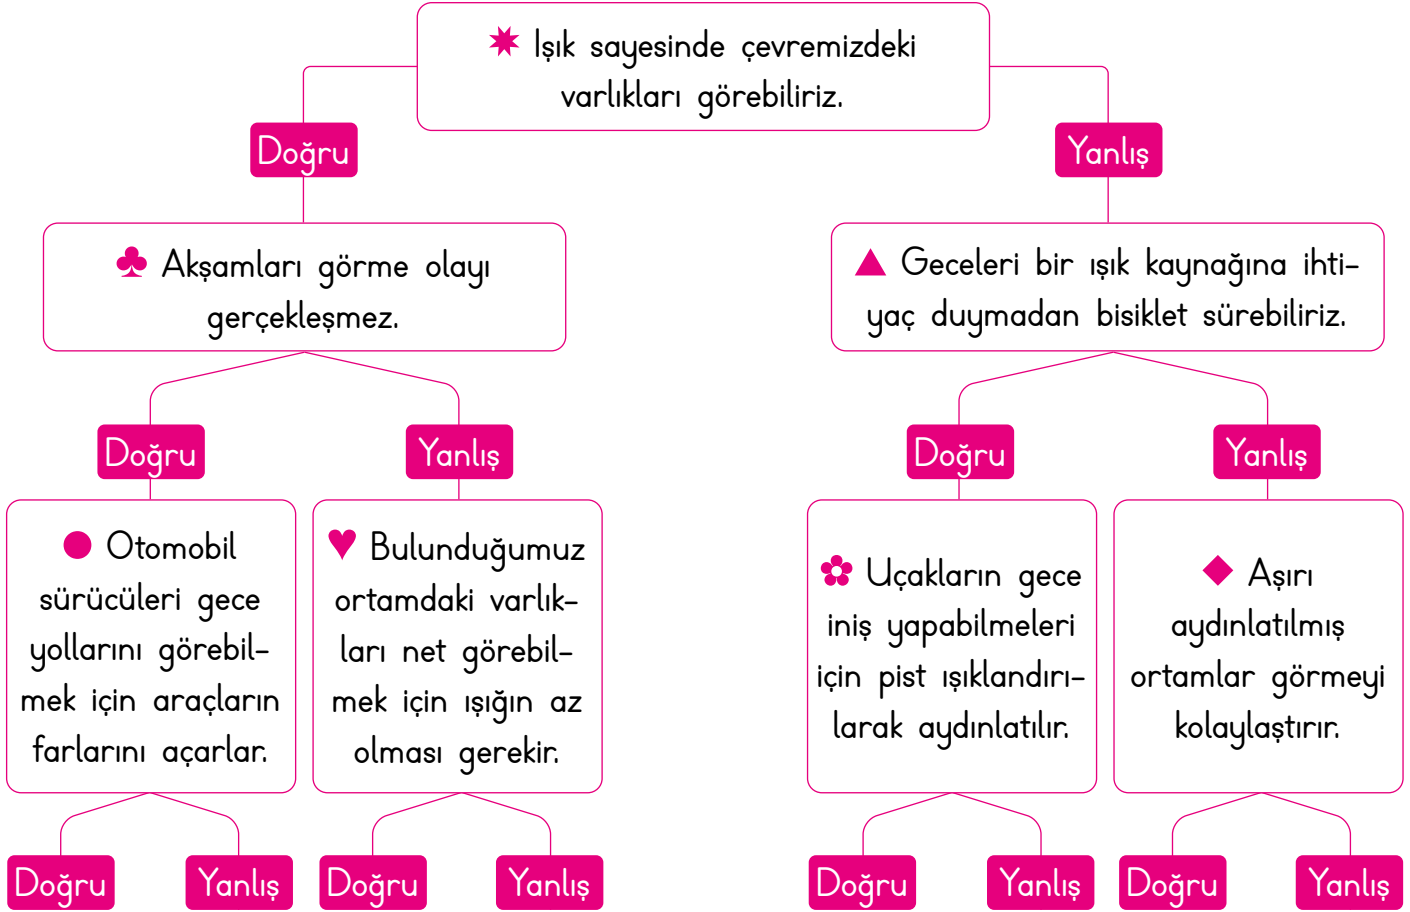 ✷ Işık sayesinde çevremizdeki
varlıkları görebiliriz.
Doğru
Yanlış
♣ Akşamları görme olayı
gerçekleşmez.
▲ Geceleri bir ışık kaynağına ihti-
yaç duymadan bisiklet sürebiliriz.
Doğru
Yanlış
Doğru
Yanlış
● Otomobil
sürücüleri gece
yollarını görebil-
mek için araçların
farlarını açarlar.
♥ Bulunduğumuz
ortamdaki varlık-
ları net görebil-
mek için ışığın az
olması gerekir.
✿ Uçakların gece
iniş yapabilmeleri
için pist ışıklandırı-
larak aydınlatılır.
◆ Aşırı
aydınlatılmış
ortamlar görmeyi
kolaylaştırır.
Doğru
Yanlış
Doğru
Yanlış
Doğru
Yanlış
Doğru
Yanlış